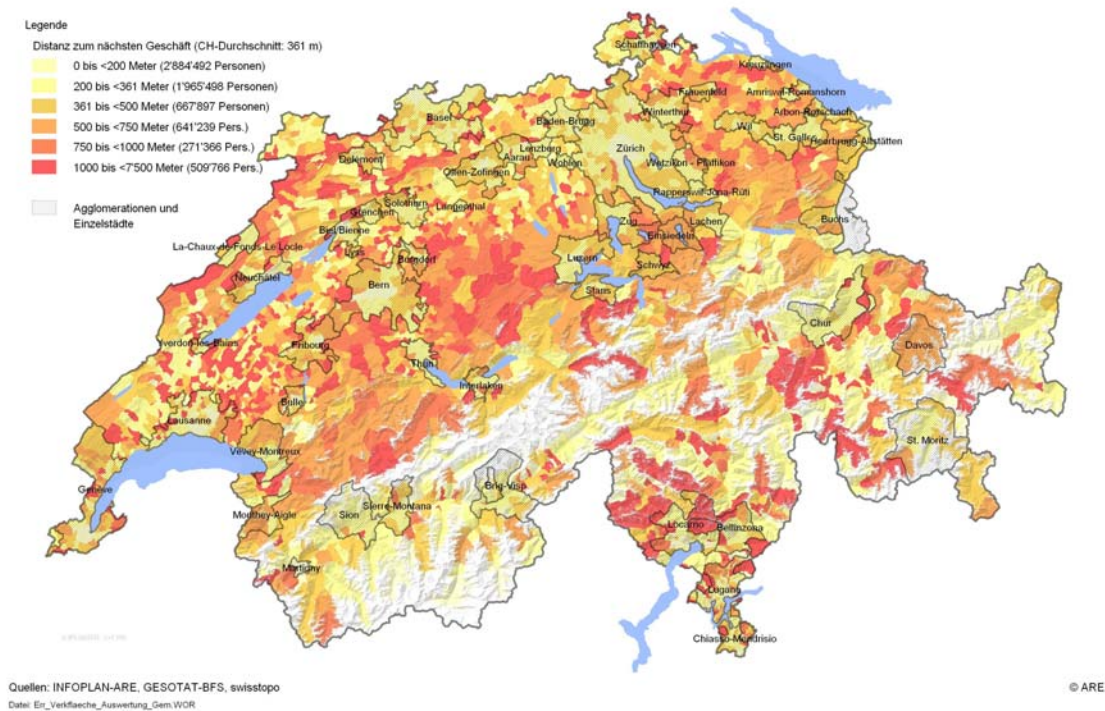 Legende
Distanz zum nächsten Geschäft (CH-Durchschnitt: 361 m)
0 bis <200 Meter (2'884'492 Personen)
200 bis <361 Meter (1'965'498 Personen)
361 bis <500 Meter (667'897 Personen)
500 bis <750 Meter (641'239 Pers.)
750 bis <1000 Meter (271'366 Pers.)
1000 bis <7'500 Meter (509'766 Pers.)
Agglomerationen und
Einzelstädte
Schaffhausen
Kreuzlingen
Frauenfeld
Amriswil-Romanshorn
Basel
Baden-Brugg
Winterthur
Arbon-Rorschach
Wil
St. Gallen
Heerbrugg-Altstätten
Lenzburg
Zürich
Delémont
Aarau
Wohlen
Wetzikon - Pfäffikon
Olten-Zofingen
Rapperswil-Jona-Rüti
Solothurn
Langenthal
Grenchen
Zug
Lachen
Buchs
Biel/Bienne
Einsiedeln
La-Chaux-de-Fonds-Le Locle
Lyss
Burgdorf
Luzern
Schwyz
Neuchâtel
Bern
Stans
Chur
Yverdon-les-Bains
Fribourg
Davos
Thun
Interlaken
Bulle
Lausanne
St. Moritz
Vevey-Montreux
Genève
Brig-Visp
Sierre-Montana
Monthey-Aigle
Sion
Locarno
Bellinzona
Martigny
Lugano
Chiasso-Mendrisio
Quellen: INFOPLAN-ARE, GESOTAT-BFS, swisstopo
© ARE
Datei: Err_Verkflaeche_Auswertung_Gem.WOR